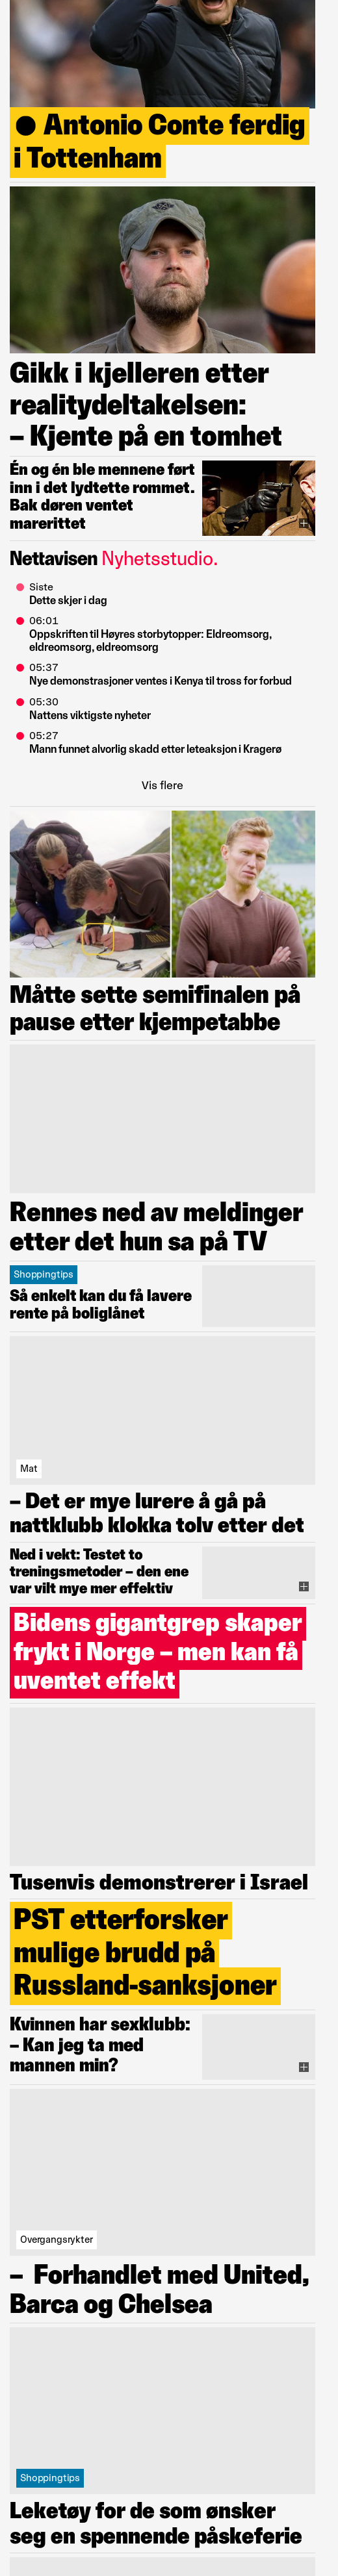 ● Antonio Conte ferdig
i Tottenham
Gikk i kjelleren etter
realitydeltakelsen:
– Kjente på en tomhet
Én og én ble mennene ført
inn i det lydtette rommet.
Bak døren ventet
marerittet
Nettavisen Nyhetsstudio.
Siste
Dette skjer i dag
06:01
Oppskriften til Høyres storbytopper: Eldreomsorg,
eldreomsorg, eldreomsorg
05:37
Nye demonstrasjoner ventes i Kenya til tross for forbud
05:30
Nattens viktigste nyheter
05:27
Mann funnet alvorlig skadd etter leteaksjon i Kragerø
Vis flere
Måtte sette semifinalen på
pause etter kjempetabbe
Rennes ned av meldinger
etter det hun sa på TV
Shoppingtips
Så enkelt kan du få lavere
rente på boliglånet
Mat
– Det er mye lurere å gå på
nattklubb klokka tolv etter det
Ned i vekt: Testet to
treningsmetoder – den ene
var vilt mye mer effektiv
Bidens gigantgrep skaper
frykt i Norge – men kan få
uventet effekt
Tusenvis demonstrerer i Israel
PST etterforsker
mulige brudd på
Russland-sanksjoner
Kvinnen har sexklubb:
– Kan jeg ta med
mannen min?
Overgangsrykter
– Forhandlet med United,
Barca og Chelsea
Shoppingtips
Leketøy for de som ønsker
seg en spennende påskeferie